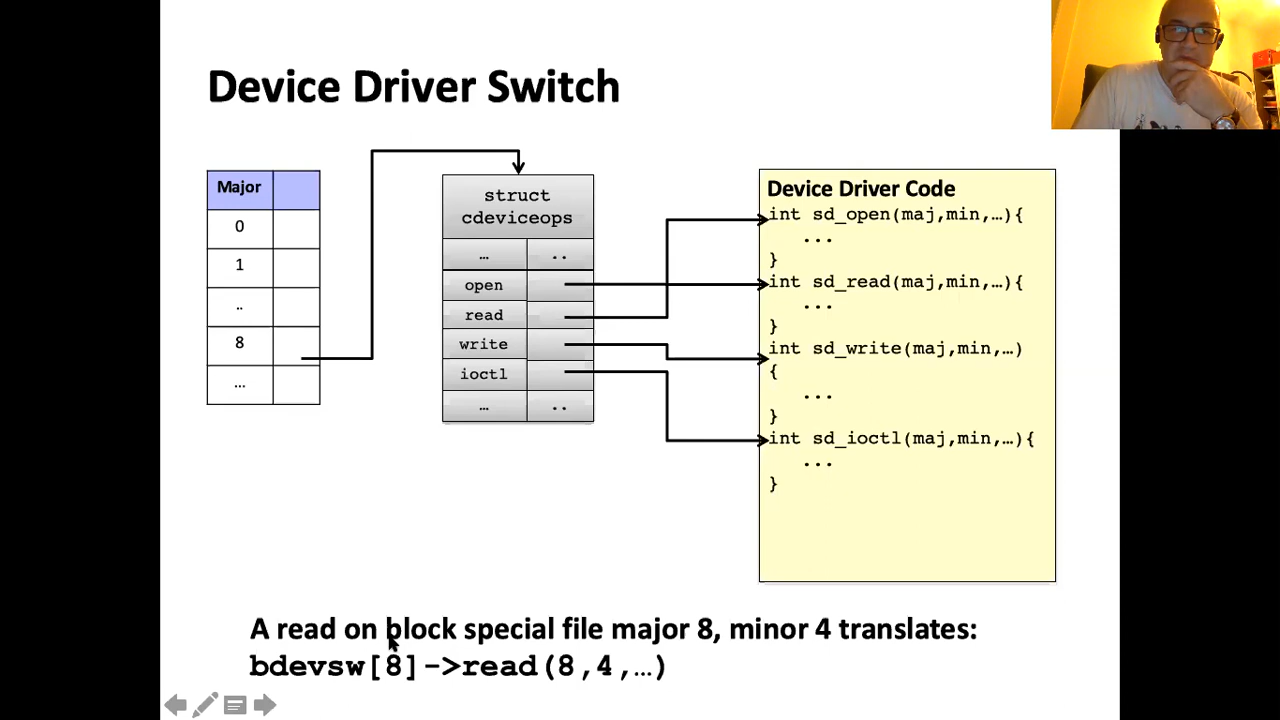 Device Driver Switch
Major
0
1
..
8
...
struct
cdeviceops
… ..
open
read
write
ioctl
… ..
Device Driver Code
int sd_open(maj,min,…){
...
}
int sd_read(maj,min,…){
...
}
int sd_write(maj,min,…)
{
...
}
int sd_ioctl(maj,min,…){
...
}
A read on block special file major 8, minor 4 translates:
bdevsw[8]->read(8,4,…)